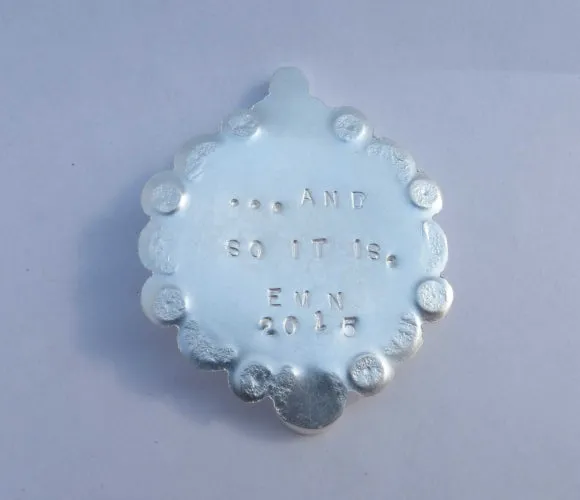 ...AND
SO IT IS.
EMN
2015